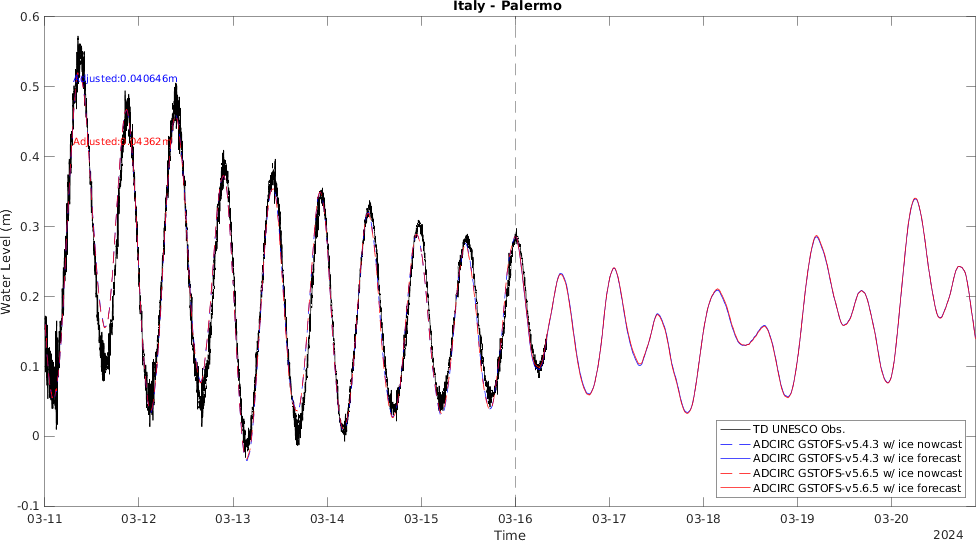 Italy - Palermo
0.6
0.5
0.4
0.3
0.2
0.1
0
-0.1
Water Level (m)
Adjusted:0.040646m
Adjusted:0.04362m
TD UNESCO Obs.
ADCIRC GSTOFS-v5.4.3 w/ ice nowcast
ADCIRC GSTOFS-v5.4.3 w/ ice forecast
ADCIRC GSTOFS-v5.6.5 w/ ice nowcast
ADCIRC GSTOFS-v5.6.5 w/ ice forecast
03-11 03-12 03-13 03-14 03-15 03-16 03-17 03-18 03-19 03-20
Time
2024